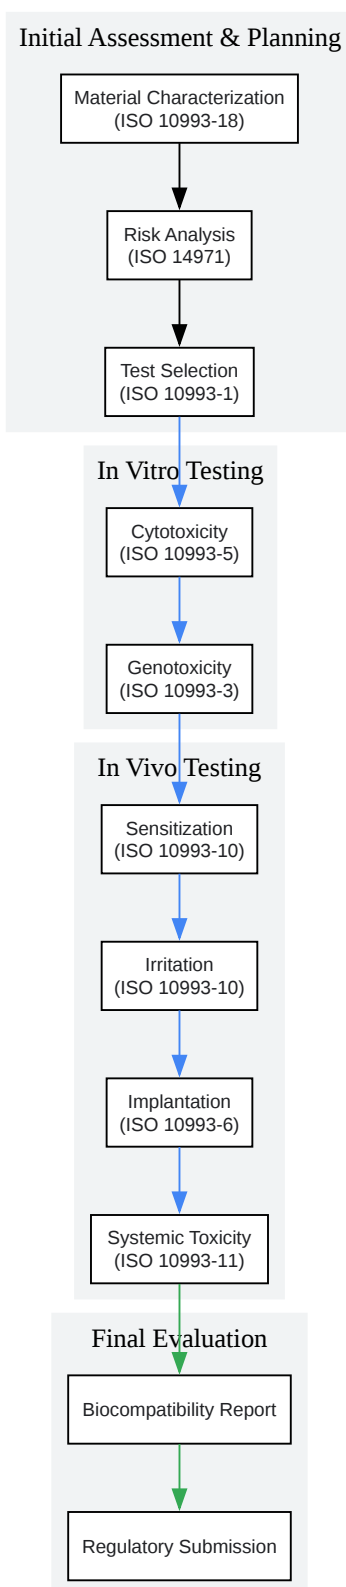 Initial Assessment & Planning
Material Characterization
(ISO 10993-18)
Risk Analysis
(ISO 14971)
Test Selection
(ISO 10993-1)
In Vitro Testing
Cytotoxicity
(ISO 10993-5)
Genotoxicity
(ISO 10993-3)
In Vivo Testing
Sensitization
(ISO 10993-10)
Irritation
(ISO 10993-10)
Implantation
(ISO 10993-6)
Systemic Toxicity
(ISO 10993-11)
Final Evaluation
Biocompatibility Report
Regulatory Submission